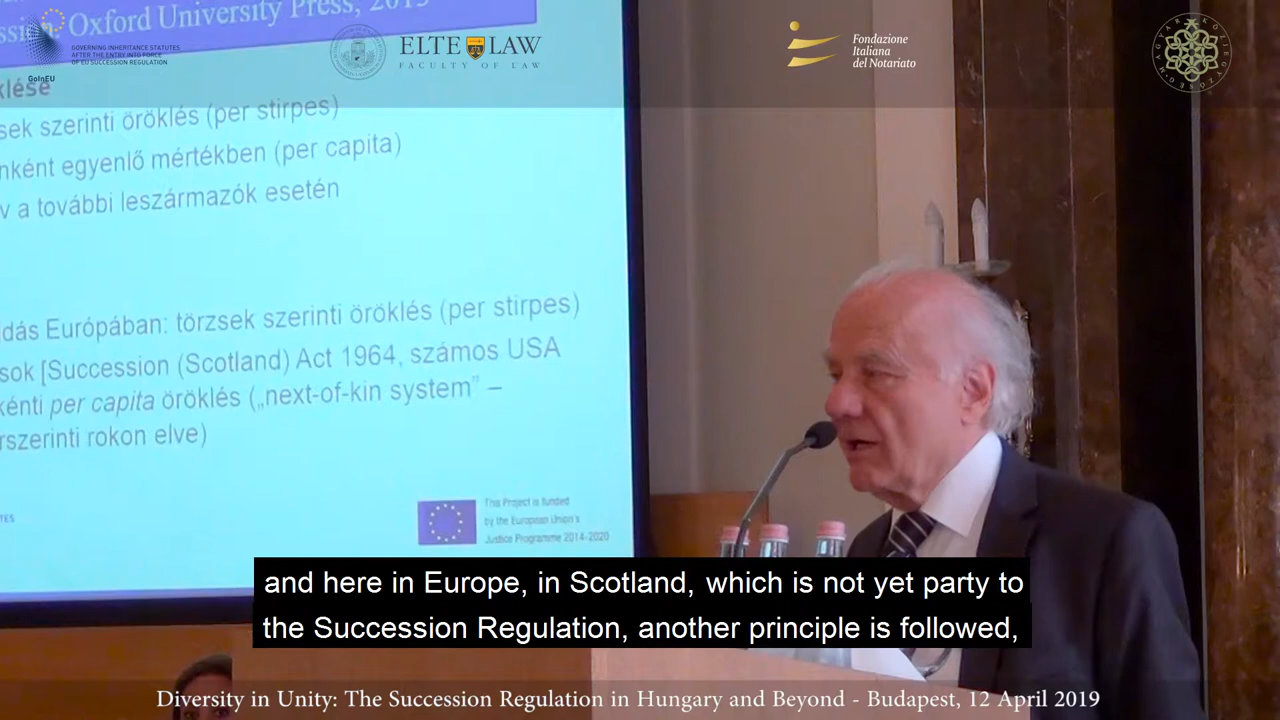 ssion, Oxford University Press, 2015
GoInEU
GOVERNING INHERITANCE STATUTES
AFTER THE ENTRY INTO FORCE
OF EU SUCCESSION REGULATION
ELTE LAW
FACULTY OF LAW
Fondazione
Italiana
del Notariato
klése
sek szerinti öröklés (per stirpes)
nként egyenlő mértékben (per capita)
v a további leszármazók esetén
dás Európában: törzsek szerinti öröklés (per stirpes)
sok [Succession (Scotland) Act 1964, számos USA
kénti per capita öröklés („next-of-kin system” –
rszerinti rokon elve)
TES
This Project is funded
by the European Union's
Justice Programme 2014-2020
and here in Europe, in Scotland, which is not yet party to
the Succession Regulation, another principle is followed,
Diversity in Unity: The Succession Regulation in Hungary and Beyond - Budapest, 12 April 2019